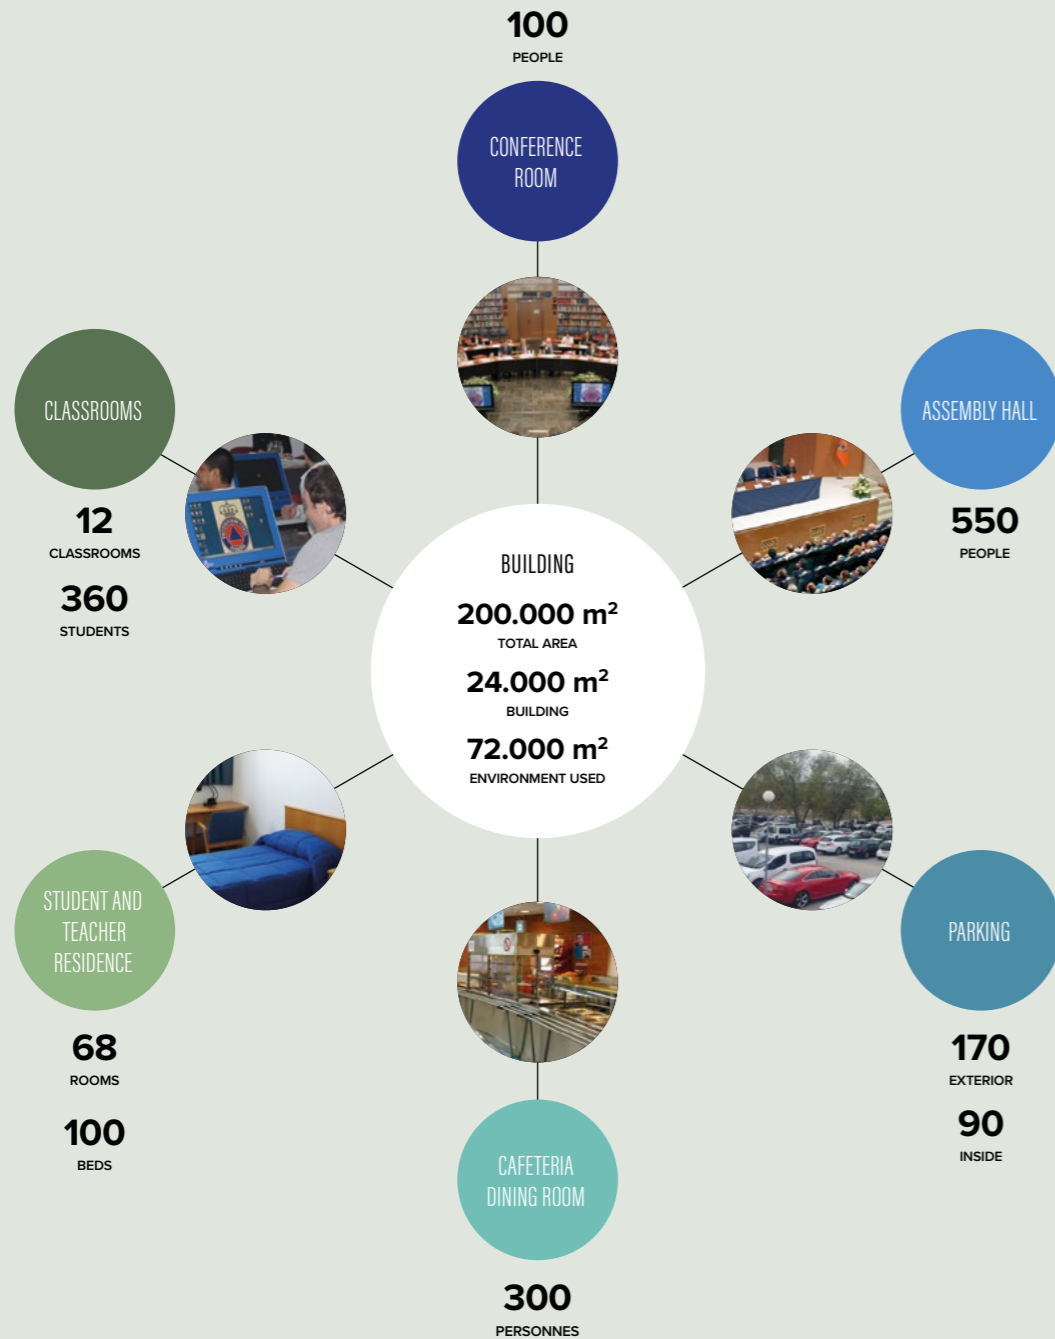 100
PEOPLE
CONFERENCE
ROOM
CLASSROOMS
12
CLASSROOMS
360
STUDENTS
ASSEMBLY HALL
550
PEOPLE
BUILDING
200.000 m²
TOTAL AREA
24.000 m²
BUILDING
72.000 m²
ENVIRONMENT USED
STUDENT AND
TEACHER
RESIDENCE
68
ROOMS
100
BEDS
PARKING
170
EXTERIOR
90
INSIDE
CAFETERIA
DINING ROOM
300
PERSONNES